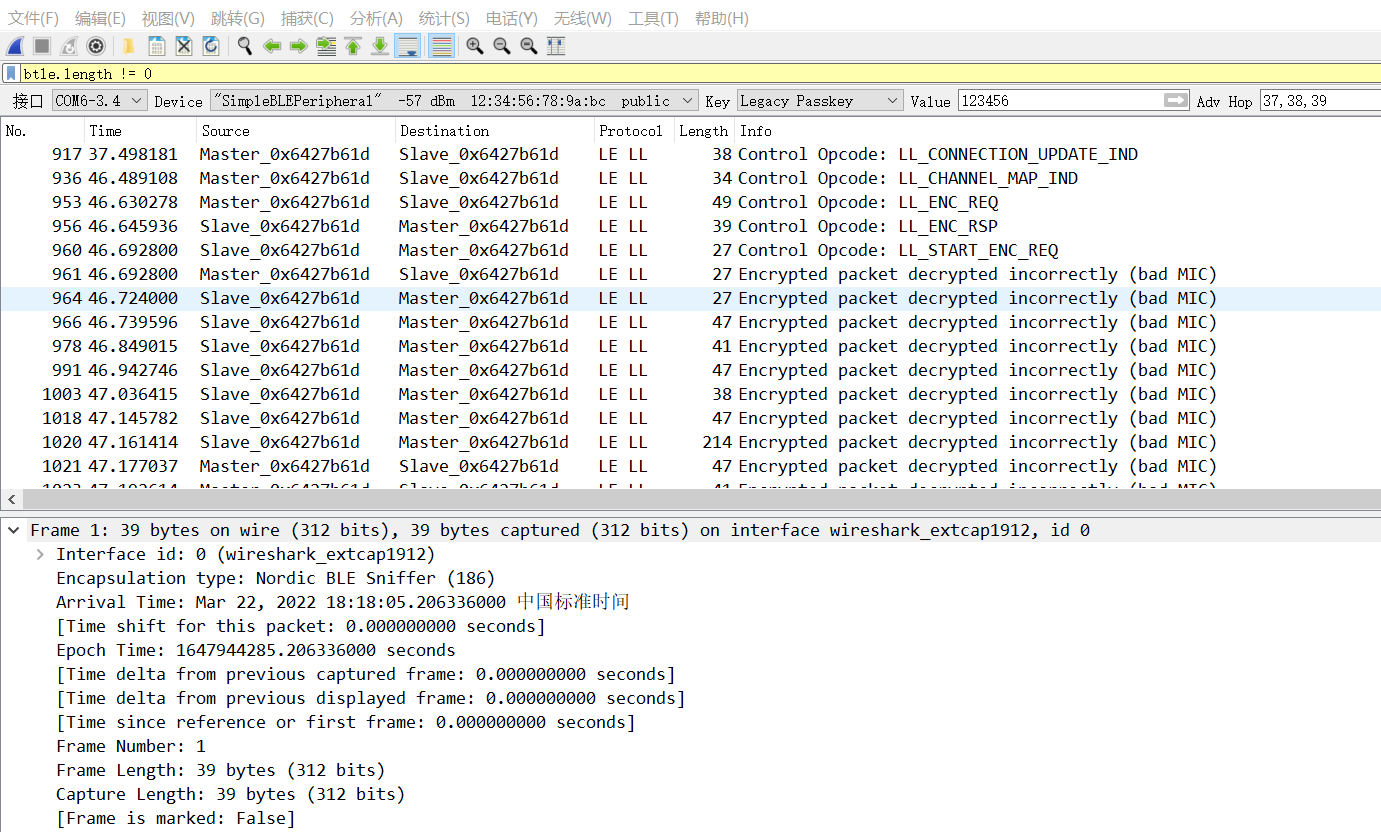 文件(F) 编辑(E) 视图(V) 跳转(G) 捕获(C) 分析(A) 统计(S) 电话(Y) 无线(W) 工具(T) 帮助(H)
btle.length != 0
接口 COM6-3.4 Device "SimpleBLEPeripheral" -57 dBm 12:34:56:78:9a:bc public Key Legacy Passkey Value 123456 Adv Hop 37,38,39
No. Time Source Destination Protocol Length Info
917 37.498181 Master_0x6427b61d Slave_0x6427b61d LE LL 38 Control Opcode: LL_CONNECTION_UPDATE_IND
936 46.489108 Master_0x6427b61d Slave_0x6427b61d LE LL 34 Control Opcode: LL_CHANNEL_MAP_IND
953 46.630278 Master_0x6427b61d Slave_0x6427b61d LE LL 49 Control Opcode: LL_ENC_REQ
956 46.645936 Slave_0x6427b61d Master_0x6427b61d LE LL 39 Control Opcode: LL_ENC_RSP
960 46.692800 Slave_0x6427b61d Master_0x6427b61d LE LL 27 Control Opcode: LL_START_ENC_REQ
961 46.692800 Master_0x6427b61d Slave_0x6427b61d LE LL 27 Encrypted packet decrypted incorrectly (bad MIC)
964 46.724000 Slave_0x6427b61d Master_0x6427b61d LE LL 27 Encrypted packet decrypted incorrectly (bad MIC)
966 46.739596 Slave_0x6427b61d Master_0x6427b61d LE LL 47 Encrypted packet decrypted incorrectly (bad MIC)
978 46.849015 Slave_0x6427b61d Master_0x6427b61d LE LL 41 Encrypted packet decrypted incorrectly (bad MIC)
991 46.942746 Slave_0x6427b61d Master_0x6427b61d LE LL 47 Encrypted packet decrypted incorrectly (bad MIC)
1003 47.036415 Slave_0x6427b61d Master_0x6427b61d LE LL 38 Encrypted packet decrypted incorrectly (bad MIC)
1018 47.145782 Slave_0x6427b61d Master_0x6427b61d LE LL 47 Encrypted packet decrypted incorrectly (bad MIC)
1020 47.161414 Slave_0x6427b61d Master_0x6427b61d LE LL 214 Encrypted packet decrypted incorrectly (bad MIC)
1021 47.177037 Master_0x6427b61d Slave_0x6427b61d LE LL 47 Encrypted packet decrypted incorrectly (bad MIC)
Frame 1: 39 bytes on wire (312 bits), 39 bytes captured (312 bits) on interface wireshark_extcap1912, id 0
Interface id: 0 (wireshark_extcap1912)
Encapsulation type: Nordic BLE Sniffer (186)
Arrival Time: Mar 22, 2022 18:18:05.206336000 中国标准时间
[Time shift for this packet: 0.000000000 seconds]
Epoch Time: 1647944285.206336000 seconds
[Time delta from previous captured frame: 0.000000000 seconds]
[Time delta from previous displayed frame: 0.000000000 seconds]
[Time since reference or first frame: 0.000000000 seconds]
Frame Number: 1
Frame Length: 39 bytes (312 bits)
Capture Length: 39 bytes (312 bits)
[Frame is marked: False]